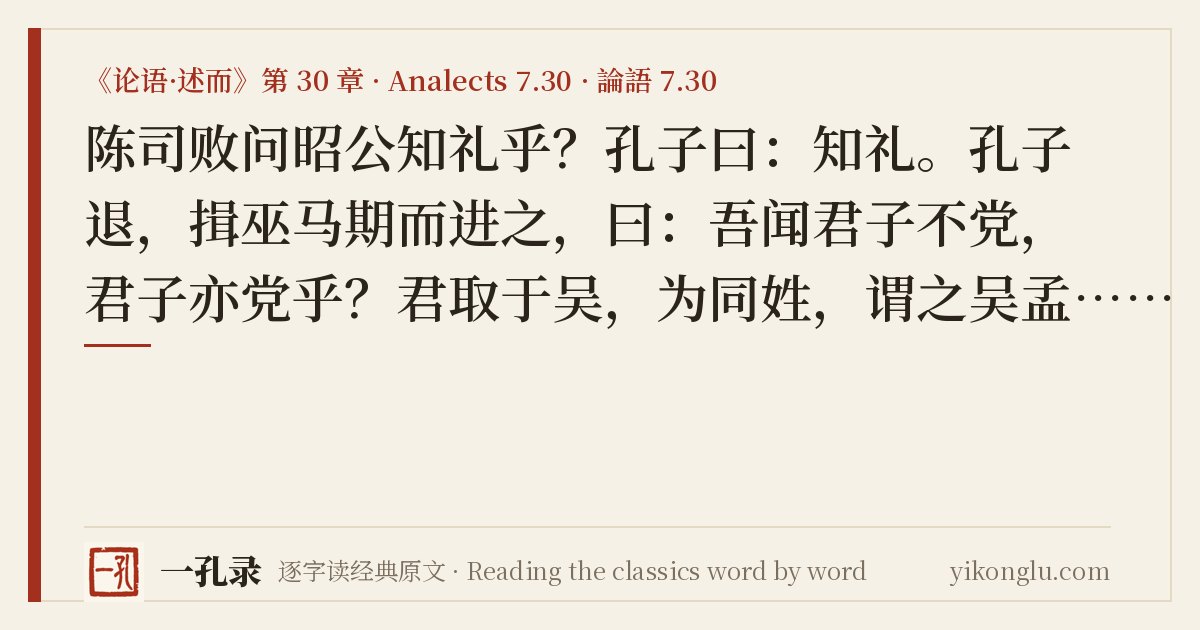 《论语·述而》第 30 章 · Analects 7.30 · 論語 7.30
陈司败问昭公知礼乎？孔子曰：知礼。孔子
退，揖巫马期而进之，曰：吾闻君子不党，
君子亦党乎？君取于吴，为同姓，谓之吴孟……
一孔
一孔录 逐字读经典原文 · Reading the classics word by word yikonglu.com